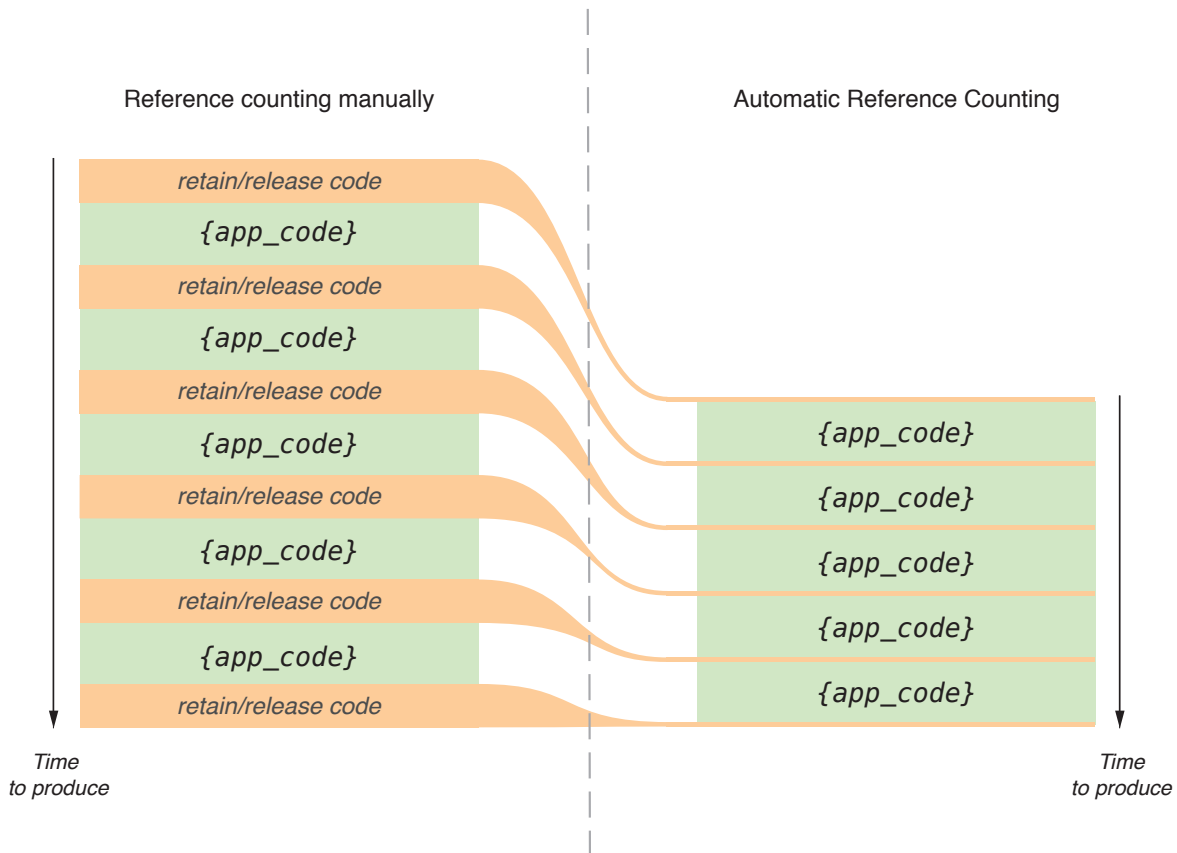 Reference counting manually
Automatic Reference Counting
retain/release code
{app_code}
retain/release code
{app_code}
retain/release code
{app_code}
retain/release code
{app_code}
retain/release code
{app_code}
retain/release code
Time
to produce
{app_code}
{app_code}
{app_code}
{app_code}
{app_code}
Time
to produce